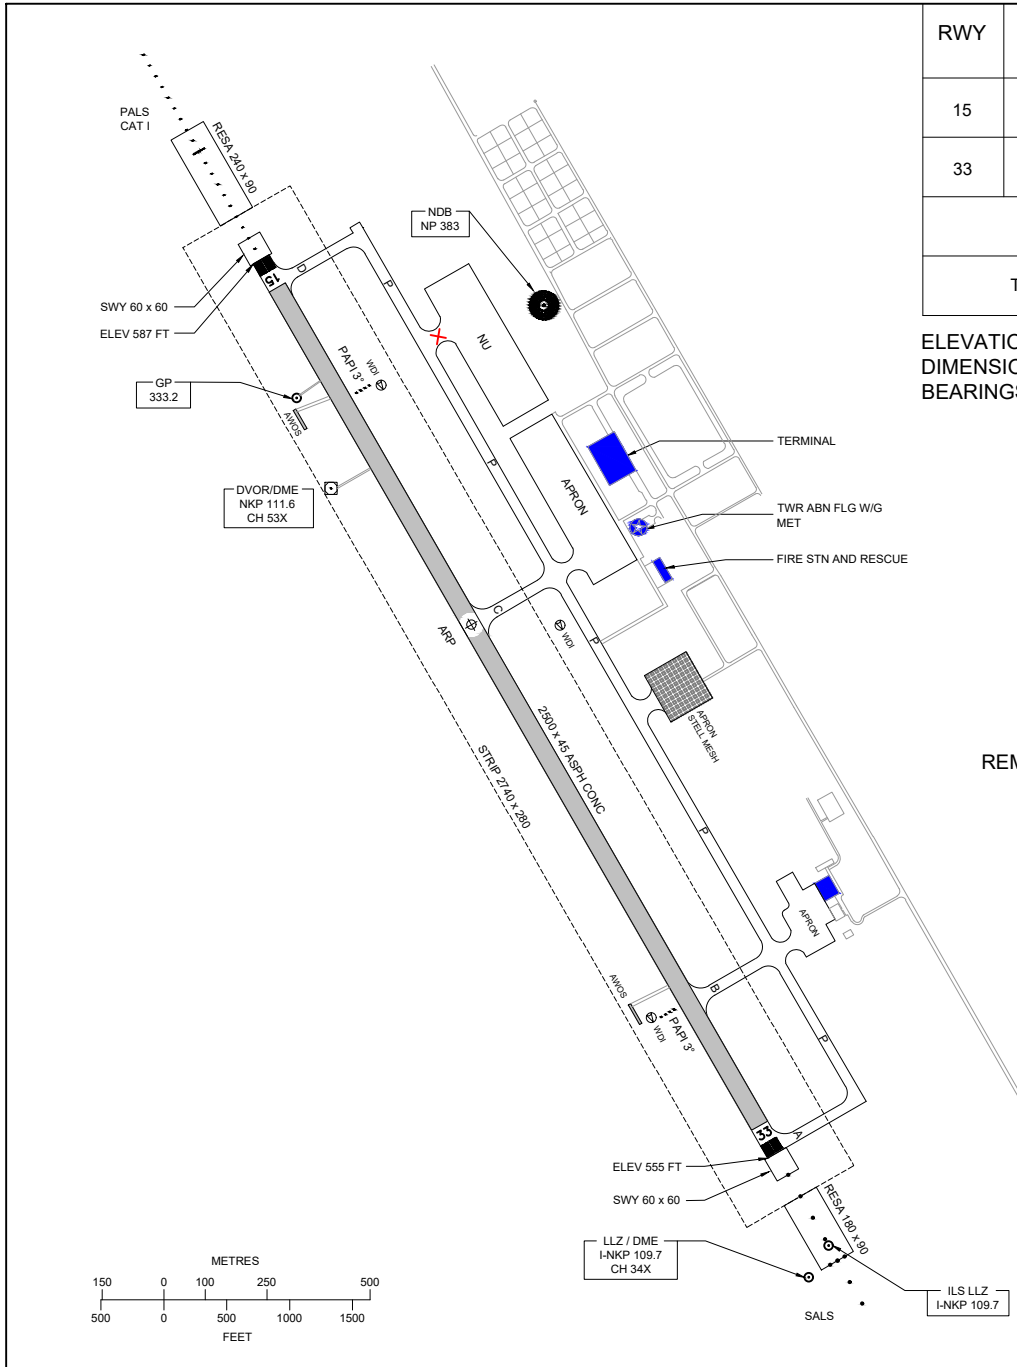 RWY
15
33
T
ELEVATIO
DIMENSIO
BEARINGS
REM
PALS
CAT I
RESA 240 x 90
NDB
NP 383
15
D
P
SWY 60 x 60
ELEV 587 FT
NU
PAPI 3°
WDI
GP
333.2
AWOS
TERMINAL
P
APRON
DVOR/DME
NKP 111.6
CH 53X
TWR ABN FLG W/G
MET
FIRE STN AND RESCUE
C
ARP
WDI
P
APRON
STELL MESH
2500 x 45 ASPH CONC
STRIP 2740 x 280
P
APRON
B
AWOS
WDI
PAPI 3°
P
33
A
ELEV 555 FT
SWY 60 x 60
RESA 180 x 90
LLZ / DME
I-NKP 109.7
CH 34X
ILS LLZ
I-NKP 109.7
SALS
METRES
150 0 100 250 500
500 0 500 1000 1500
FEET